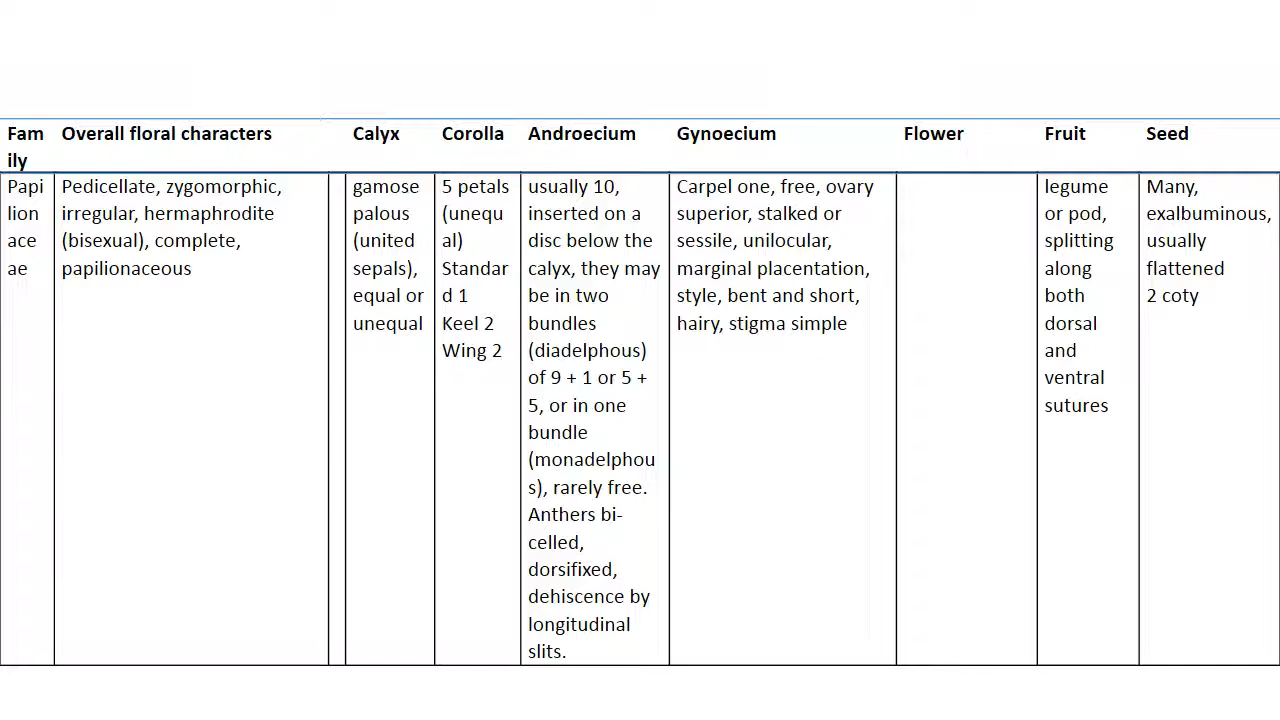 Fam
ily
Overall floral characters
Calyx
Corolla
Androecium
Gynoecium
Flower
Fruit
Seed
Papi
lion
ace
ae
Pedicellate, zygomorphic,
irregular, hermaphrodite
(bisexual), complete,
papilionaceous
gamose
palous
(united
sepals),
equal or
unequal
5 petals
(unequ
al)
Standar
d 1
Keel 2
Wing 2
usually 10,
inserted on a
disc below the
calyx, they may
be in two
bundles
(diadelphous)
of 9 + 1 or 5 +
5, or in one
bundle
(monadelphou
s), rarely free.
Anthers bi-
celled,
dorsifixed,
dehiscence by
longitudinal
slits.
Carpel one, free, ovary
superior, stalked or
sessile, unilocular,
marginal placentation,
style, bent and short,
hairy, stigma simple
legume
or pod,
splitting
along
both
dorsal
and
ventral
sutures
Many,
exalbuminous,
usually
flattened
2 coty